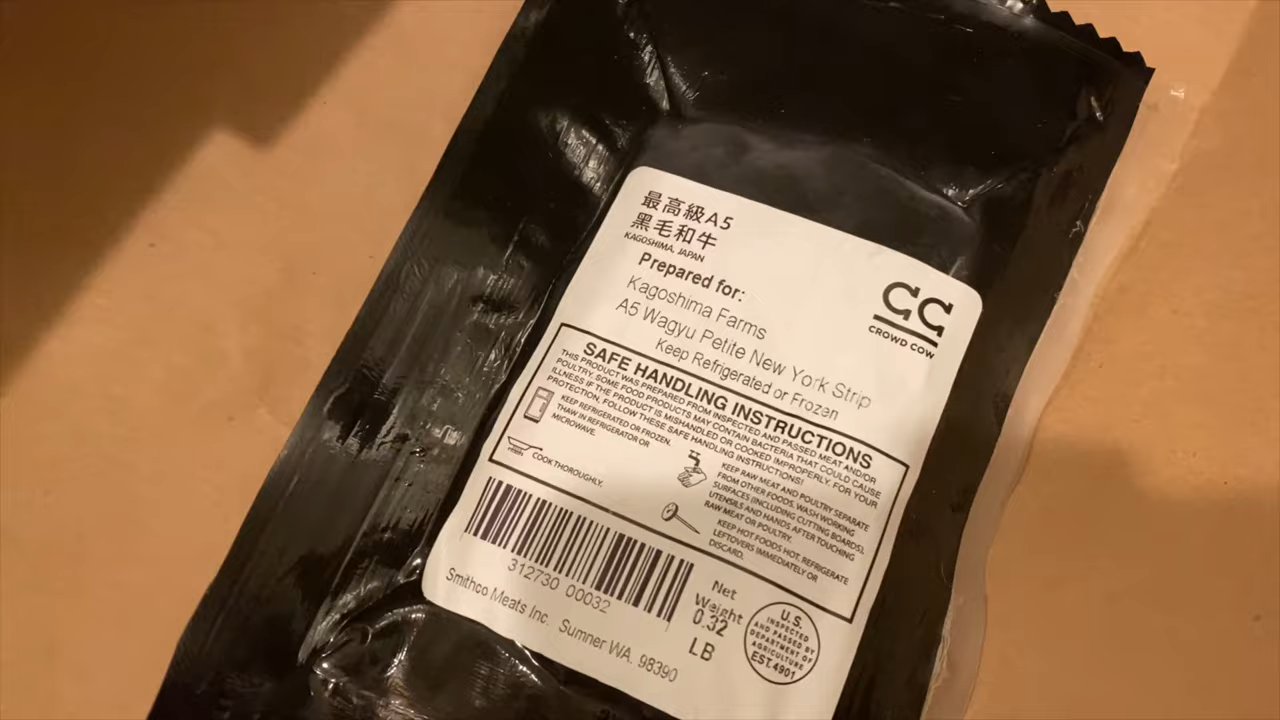 最高級A5
黒毛和牛
KAGOSHIMA, JAPAN
Prepared for:
Kagoshima Farms
A5 Wagyu Petite New York Strip
Keep Refrigerated or Frozen
CC
CROWD COW
SAFE HANDLING INSTRUCTIONS
THIS PRODUCT WAS PREPARED FROM INSPECTED AND PASSED MEAT AND/OR
POULTRY. SOME FOOD PRODUCTS MAY CONTAIN BACTERIA THAT COULD CAUSE
ILLNESS IF THE PRODUCT IS MISHANDLED OR COOKED IMPROPERLY. FOR YOUR
PROTECTION, FOLLOW THESE SAFE HANDLING INSTRUCTIONS!
KEEP REFRIGERATED OR FROZEN.
THAW IN REFRIGERATOR OR
MICROWAVE.
COOK THOROUGHLY.
KEEP RAW MEAT AND POULTRY SEPARATE
FROM OTHER FOODS. WASH WORKING
SURFACES (INCLUDING CUTTING BOARDS),
UTENSILS AND HANDS AFTER TOUCHING
RAW MEAT OR POULTRY.
KEEP HOT FOODS HOT, REFRIGERATE
LEFTOVERS IMMEDIATELY OR
DISCARD.
312730 00032
Smithco Meats Inc. Sumner WA. 98390
Net
Weight
0.32
LB
U.S.
INSPECTED
AND PASSED BY
DEPARTMENT OF
AGRICULTURE
EST.4901